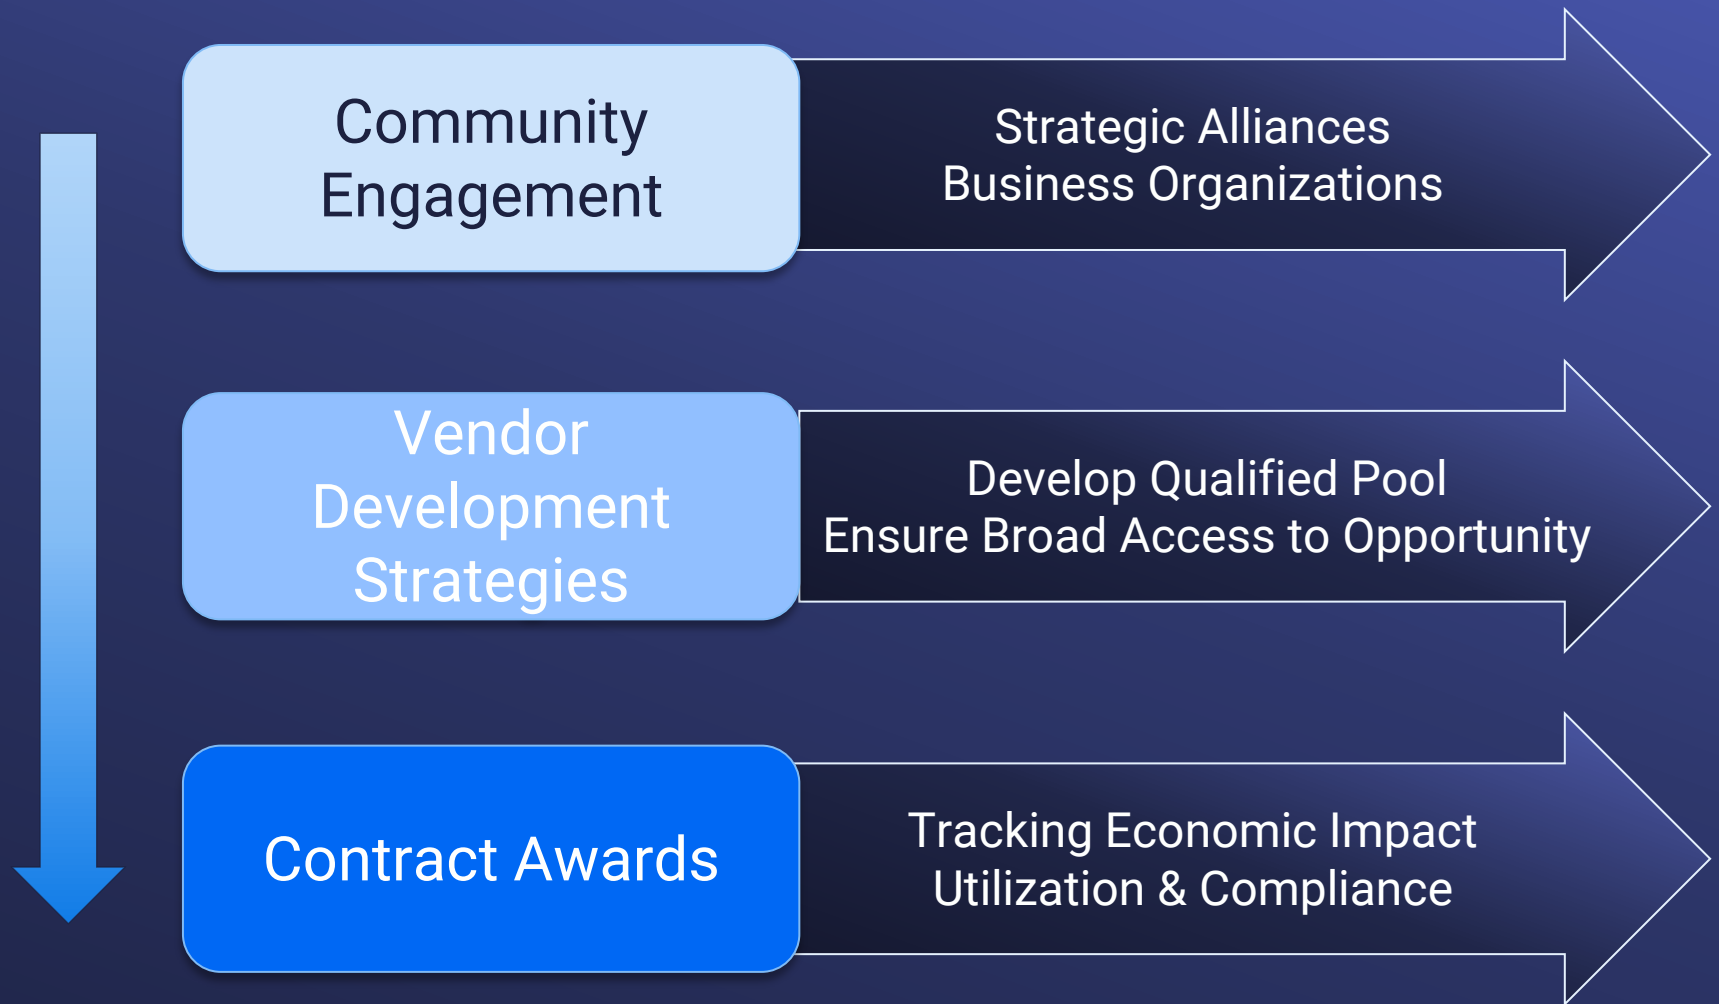 Community
Engagement
Strategic Alliances
Business Organizations
Vendor
Development
Strategies
Develop Qualified Pool
Ensure Broad Access to Opportunity
Contract Awards
Tracking Economic Impact
Utilization & Compliance